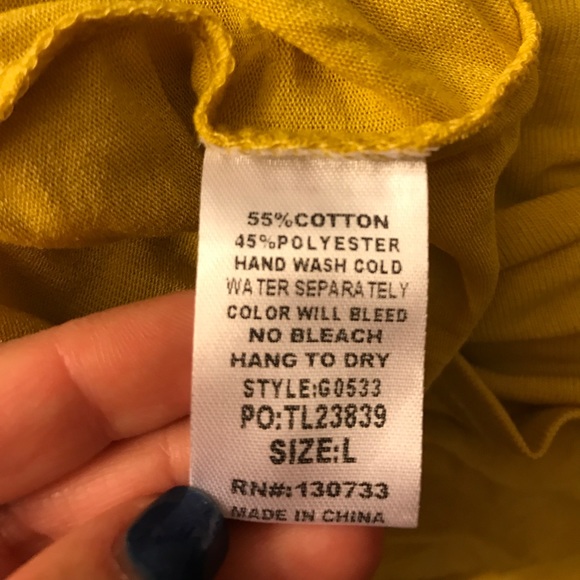 55%COTTON
45%POLYESTER
HAND WASH COLD
WATER SEPARATELY
COLOR WILL BLEED
NO BLEACH
HANG TO DRY
STYLE:G0533
PO:TL23839
SIZE:L
RN#:130733
MADE IN CHINA